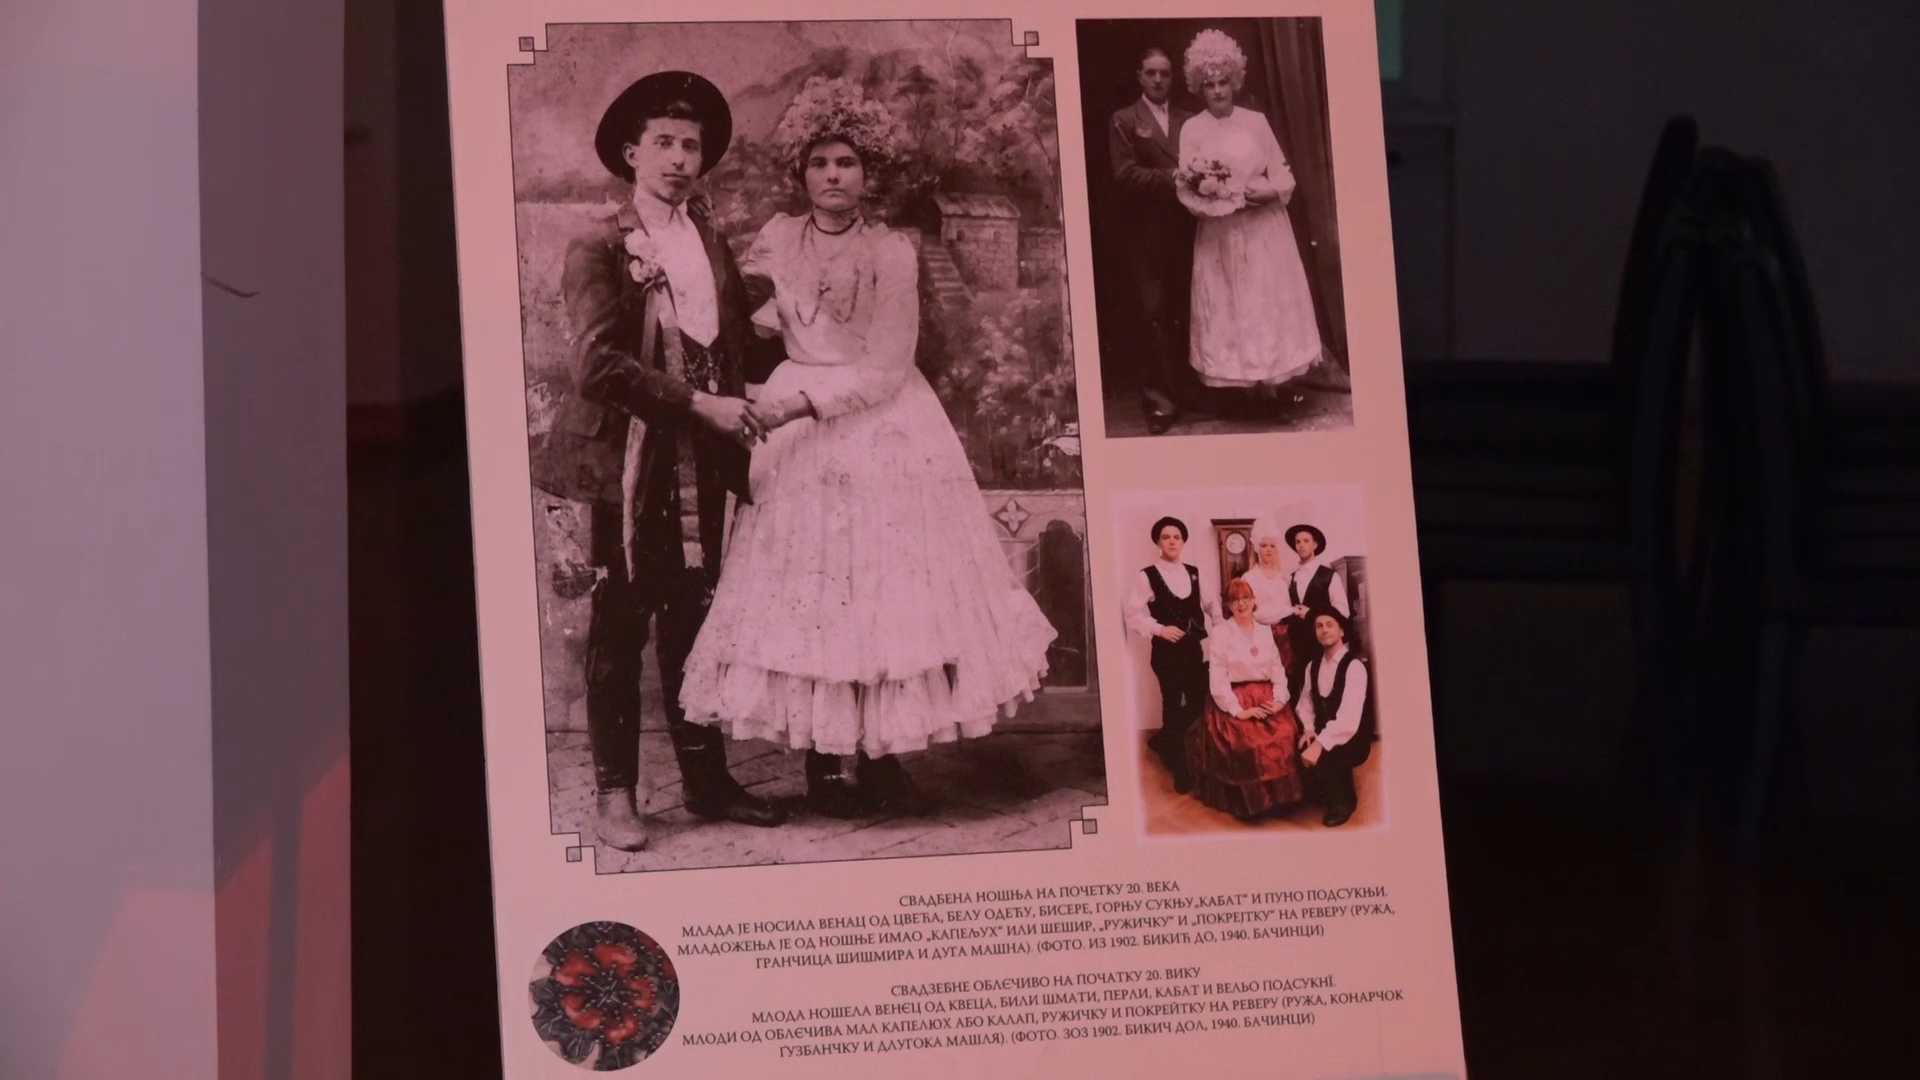 СВАДБЕНА НОШЊА НА ПОЧЕТКУ 20. ВЕКА
МЛАДА ЈЕ НОСИЛА ВЕНАЦ ОД ЦВЕЋА, БЕЛУ ОДЕЋУ, БИСЕРЕ, ГОРЊУ СУКЊУ„КАБАТ“ И ПУНО ПОДСУКЊИ.
МЛАДОЖЕЊА ЈЕ ОД НОШЊЕ ИМАО „КАПЕЉУХ“ ИЛИ ШЕШИР, „РУЖИЧКУ“ И „ПОКРЕЈТКУ“ НА РЕВЕРУ (РУЖА,
ГРАНЧИЦА ШИШМИРА И ДУГА МАШНА). (ФОТО. ИЗ 1902. БИКИЋ ДО, 1940. БАЧИНЦИ)
СВАДЗЕБНЕ ОБЛЄЧИВО НА ПОЧАТКУ 20. ВИКУ
МЛОДА НОШЕЛА ВЕНЄЦ ОД КВЕЦА, БИЛИ ШМАТИ, ПЕРЛИ, КАБАТ И ВЕЛЬО ПОДСУКНЇ.
МЛОДИ ОД ОБЛЄЧИВА МАЛ КАПЕЛЮХ АБО КАЛАП, РУЖИЧКУ И ПОКРЕЙТКУ НА РЕВЕРУ (РУЖА, КОНАРЧОК
ҐУЗБАНЧКУ И ДЛУГОКА МАШЛЯ). (ФОТО. ЗОЗ 1902. БИКИЧ ДОЛ, 1940. БАЧИНЦИ)